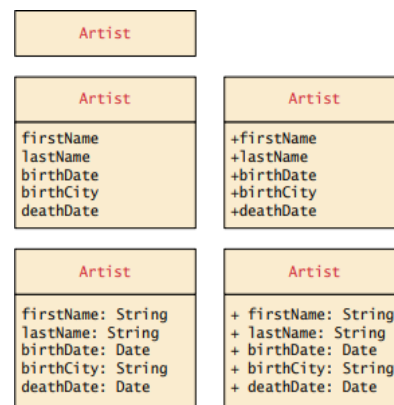 Artist
Artist
firstName
lastName
birthDate
birthCity
deathDate
Artist
+firstName
+lastName
+birthDate
+birthCity
+deathDate
Artist
firstName: String
lastName: String
birthDate: Date
birthCity: String
deathDate: Date
Artist
+ firstName: String
+ lastName: String
+ birthDate: Date
+ birthCity: String
+ deathDate: Date